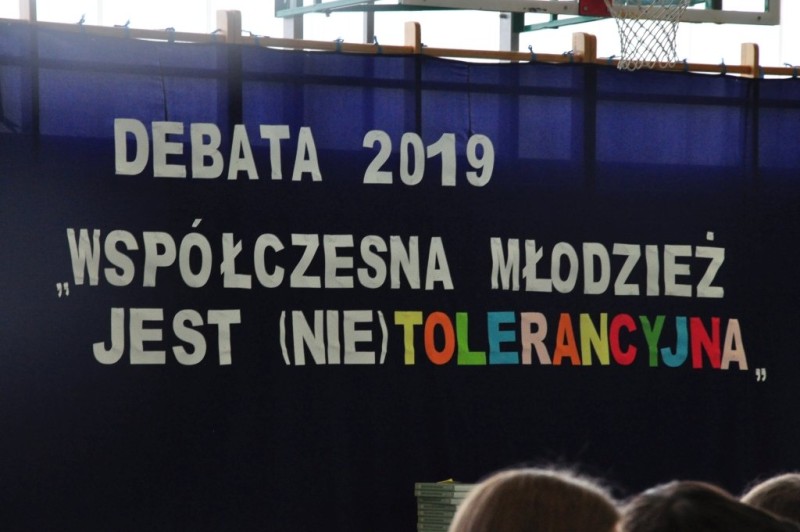 DEBATA 2019
„WSPÓŁCZESNA MŁODZIEŻ
JEST (NIE)TOLERANCYJNA„